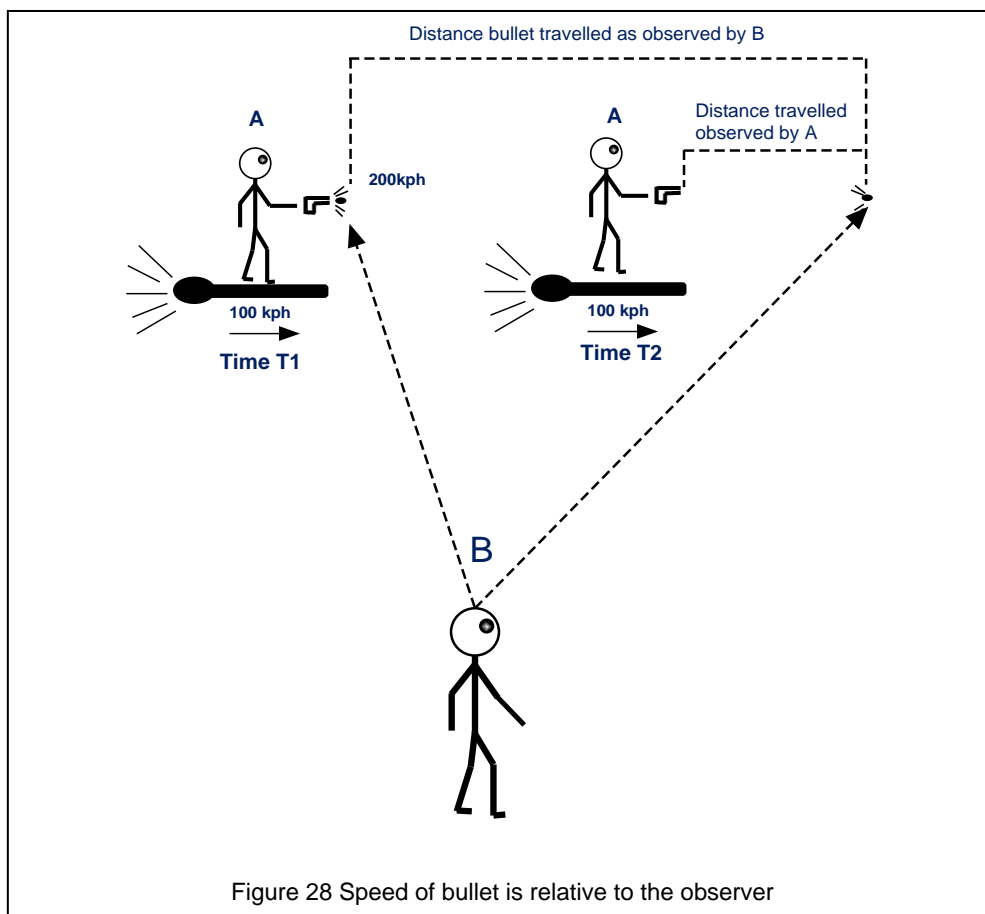 Distance bullet travelled as observed by B
Distance travelled
observed by A
A
A
200kph
100 kph
100 kph
Time T1
Time T2
B
Figure 28 Speed of bullet is relative to the observer